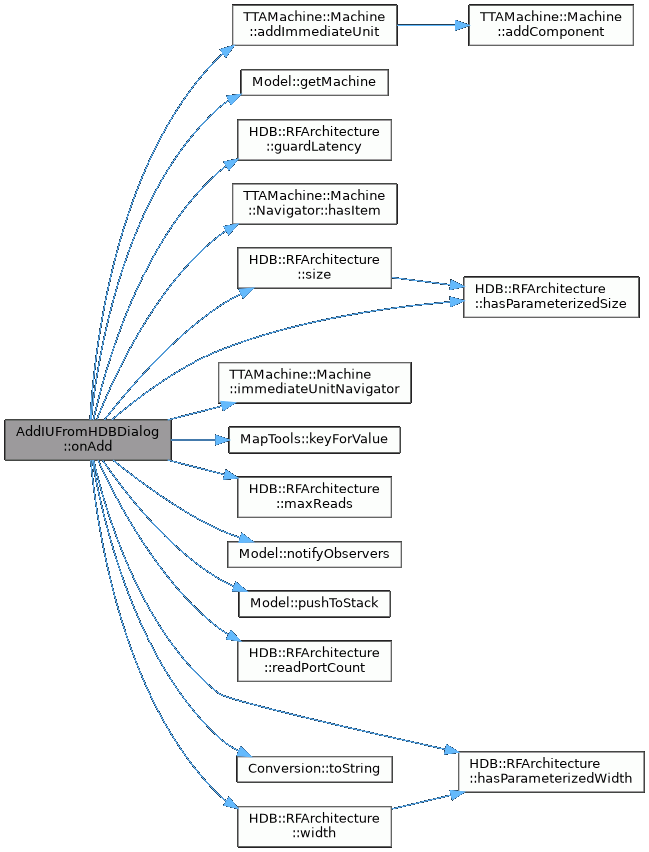 TTAMachine::Machine
::addImmediateUnit
TTAMachine::Machine
::addComponent
Model::getMachine
HDB::RFArchitecture
::guardLatency
TTAMachine::Machine
::Navigator::hasItem
HDB::RFArchitecture
::size
HDB::RFArchitecture
::hasParameterizedSize
TTAMachine::Machine
::immediateUnitNavigator
AddIUFromHDBDialog
::onAdd
MapTools::keyForValue
HDB::RFArchitecture
::maxReads
Model::notifyObservers
Model::pushToStack
HDB::RFArchitecture
::readPortCount
Conversion::toString
HDB::RFArchitecture
::hasParameterizedWidth
HDB::RFArchitecture
::width